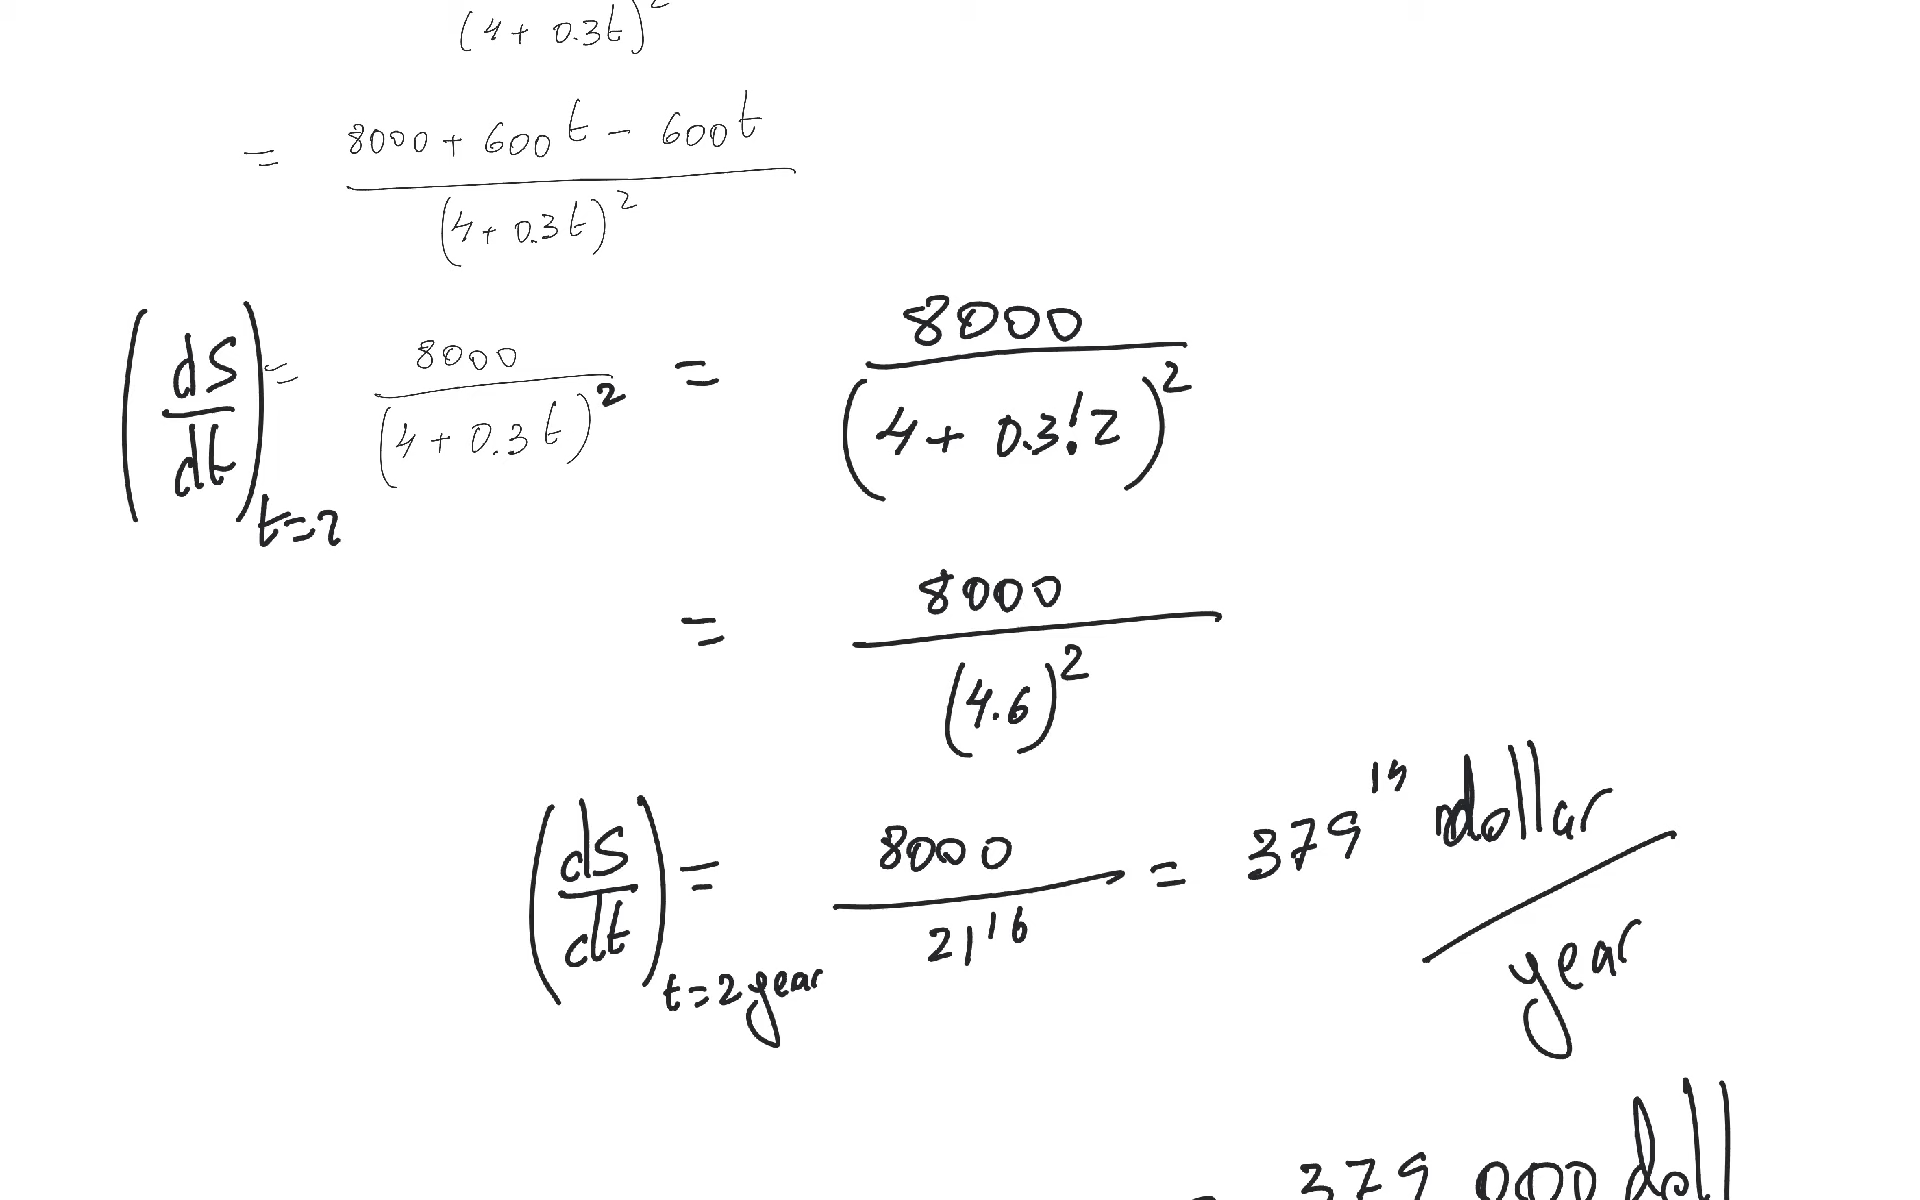 (4 + 0.3t)²
= (8000 + 600t - 600t) / (4 + 0.3t)²
(dS/dt) t=2 = 8000 / (4 + 0.3t)² = 8000 / (4 + 0.3 · 2)²
= 8000 / (4.6)²
(dS/dt) t=2 year = 8000 / 21'16 = 379 dollar / year
379 000 doll